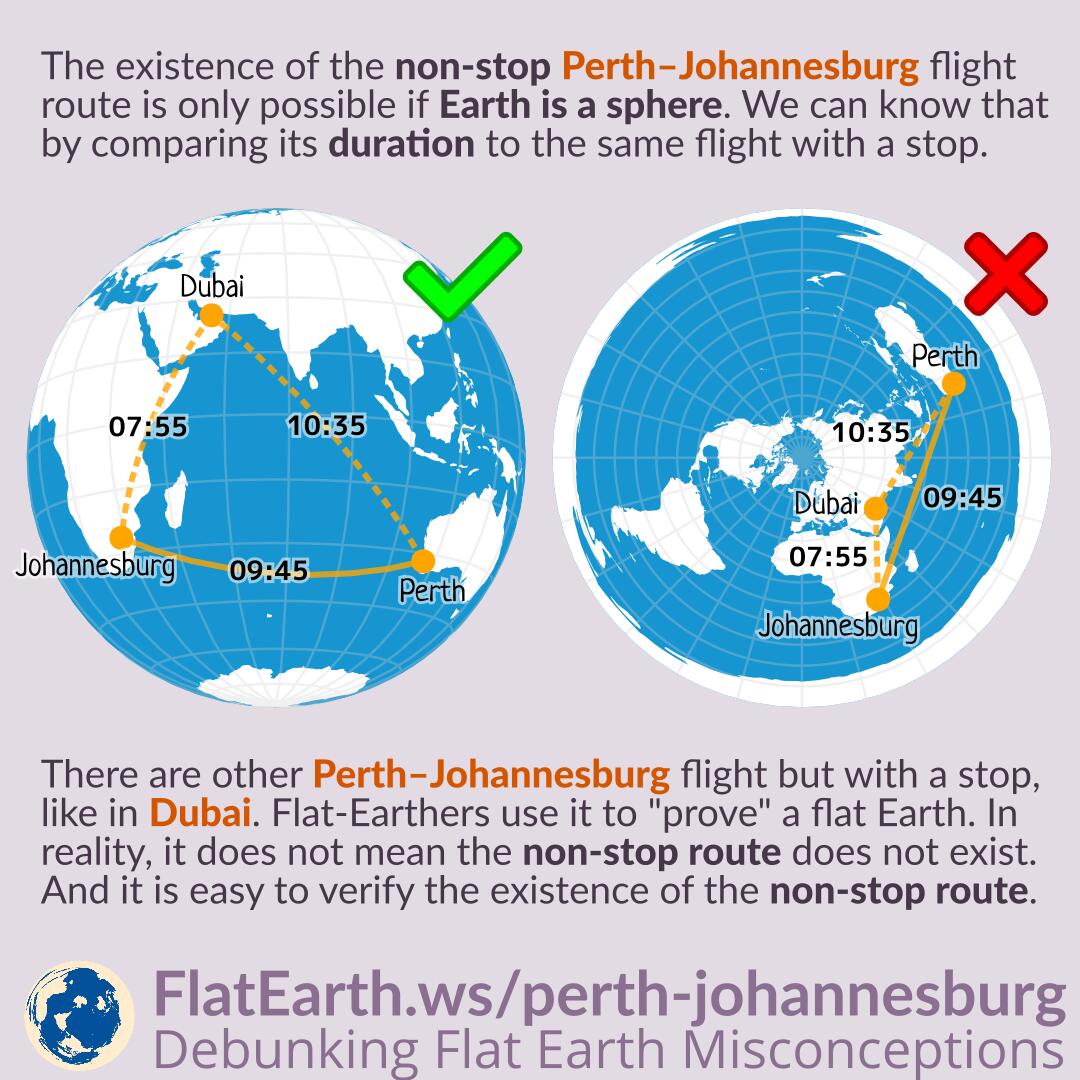 The existence of the non-stop Perth–Johannesburg flight
route is only possible if Earth is a sphere. We can know that
by comparing its duration to the same flight with a stop.
Dubai
07:55
10:35
Johannesburg
09:45
Perth
Perth
10:35
Dubai
09:45
07:55
Johannesburg
There are other Perth–Johannesburg flight but with a stop,
like in Dubai. Flat-Earthers use it to "prove" a flat Earth. In
reality, it does not mean the non-stop route does not exist.
And it is easy to verify the existence of the non-stop route.
FlatEarth.ws/perth-johannesburg
Debunking Flat Earth Misconceptions